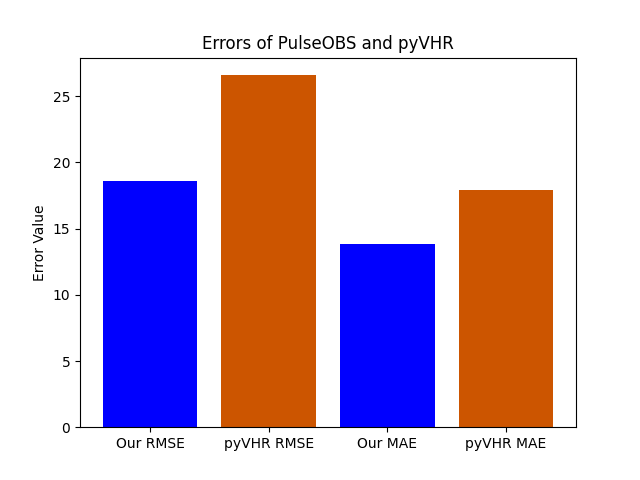 Errors of PulseOBS and pyVHR
Error Value
25
20
15
10
5
0
Our RMSE
pyVHR RMSE
Our MAE
pyVHR MAE